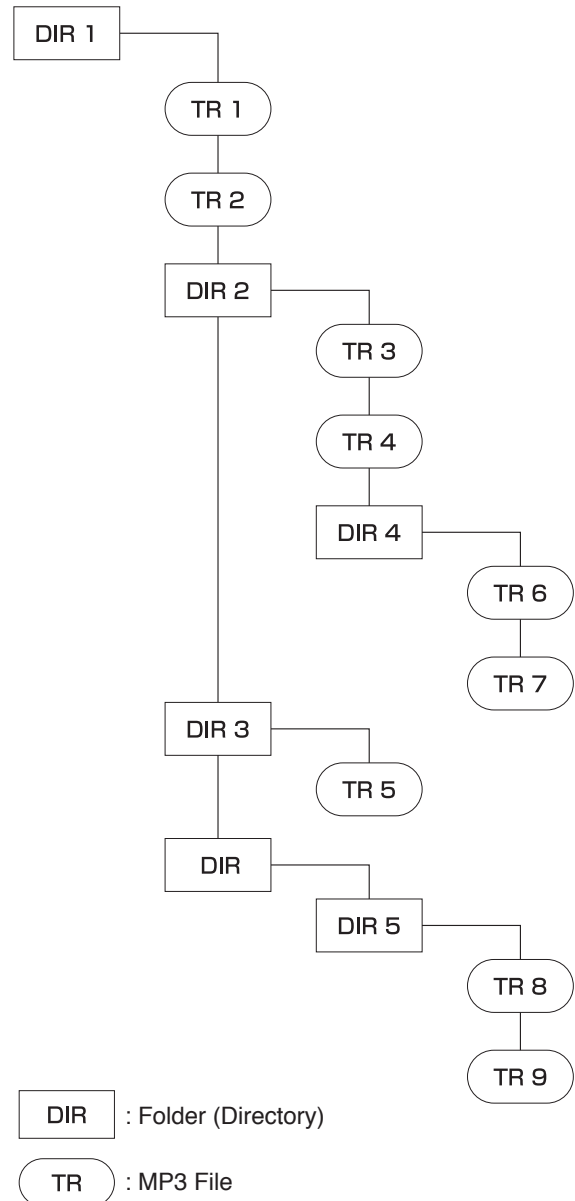 DIR 1
TR 1
TR 2
DIR 2
TR 3
TR 4
DIR 4
TR 6
TR 7
DIR 3
TR 5
DIR
DIR 5
TR 8
TR 9
DIR : Folder (Directory)
TR : MP3 File